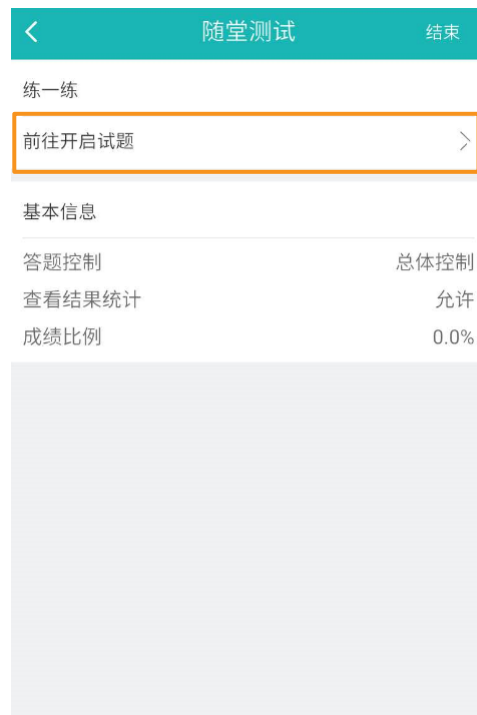 随堂测试 结束
练一练
前往开启试题
基本信息
答题控制 总体控制
查看结果统计 允许
成绩比例 0.0%